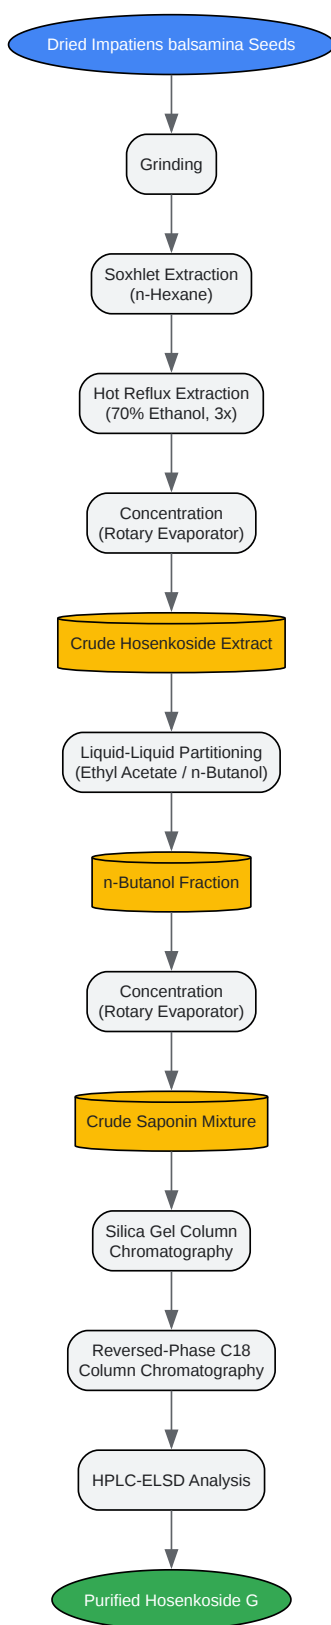 Dried Impatiens balsamina Seeds
Grinding
Soxhlet Extraction
(n-Hexane)
Hot Reflux Extraction
(70% Ethanol, 3x)
Concentration
(Rotary Evaporator)
Crude Hosenkoside Extract
Liquid-Liquid Partitioning
(Ethyl Acetate / n-Butanol)
n-Butanol Fraction
Concentration
(Rotary Evaporator)
Crude Saponin Mixture
Silica Gel Column
Chromatography
Reversed-Phase C18
Column Chromatography
HPLC-ELSD Analysis
Purified Hosenkoside G